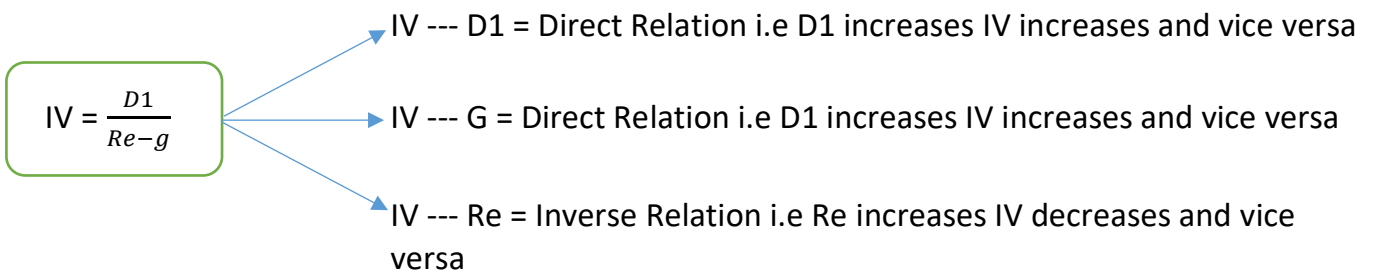 IV --- D1 = Direct Relation i.e D1 increases IV increases and vice versa
IV = D1/Re−g
IV --- G = Direct Relation i.e D1 increases IV increases and vice versa
IV --- Re = Inverse Relation i.e Re increases IV decreases and vice
versa